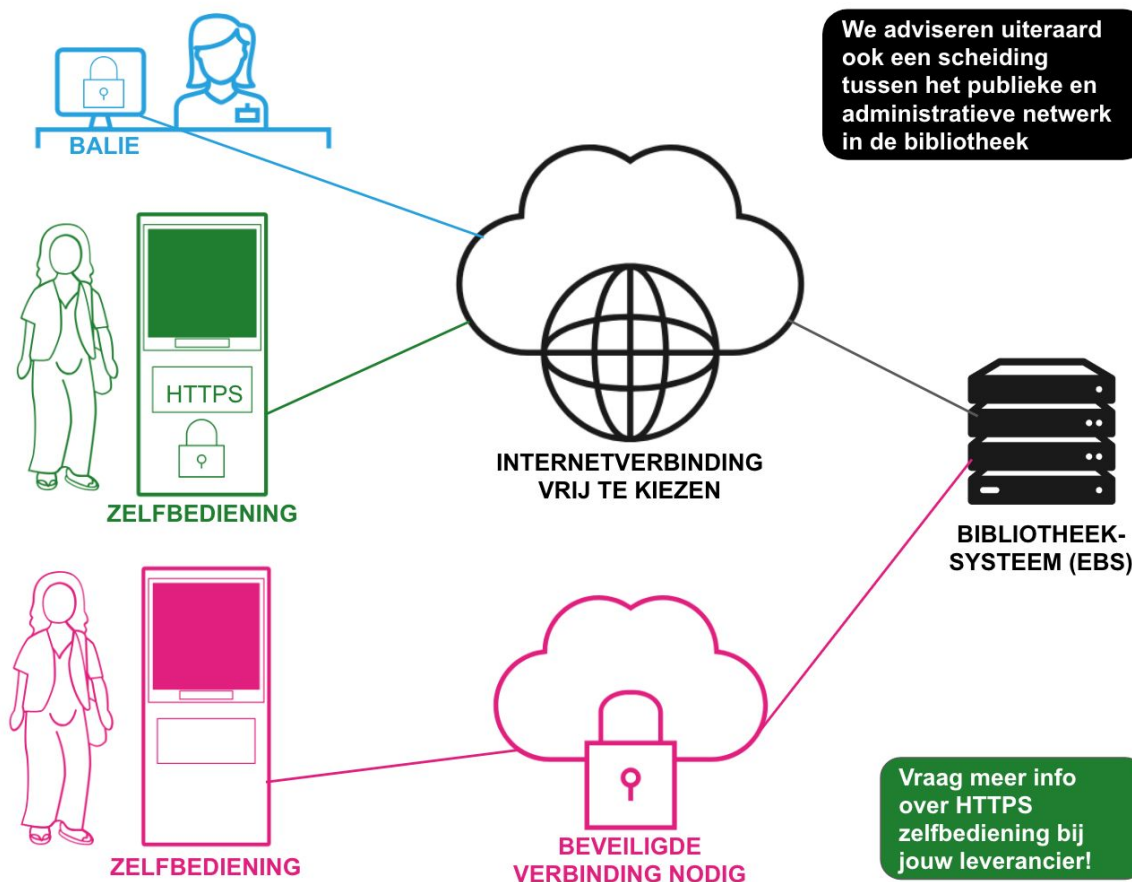 We adviseren uiteraard
ook een scheiding
tussen het publieke en
administratieve netwerk
in de bibliotheek
BALIE
HTTPS
ZELFBEDIENING
INTERNETVERBINDING
VRIJ TE KIEZEN
BIBLIOTHEEK-
SYSTEEM (EBS)
ZELFBEDIENING
BEVEILIGDE
VERBINDING NODIG
Vraag meer info
over HTTPS
zelfbediening bij
jouw leverancier!